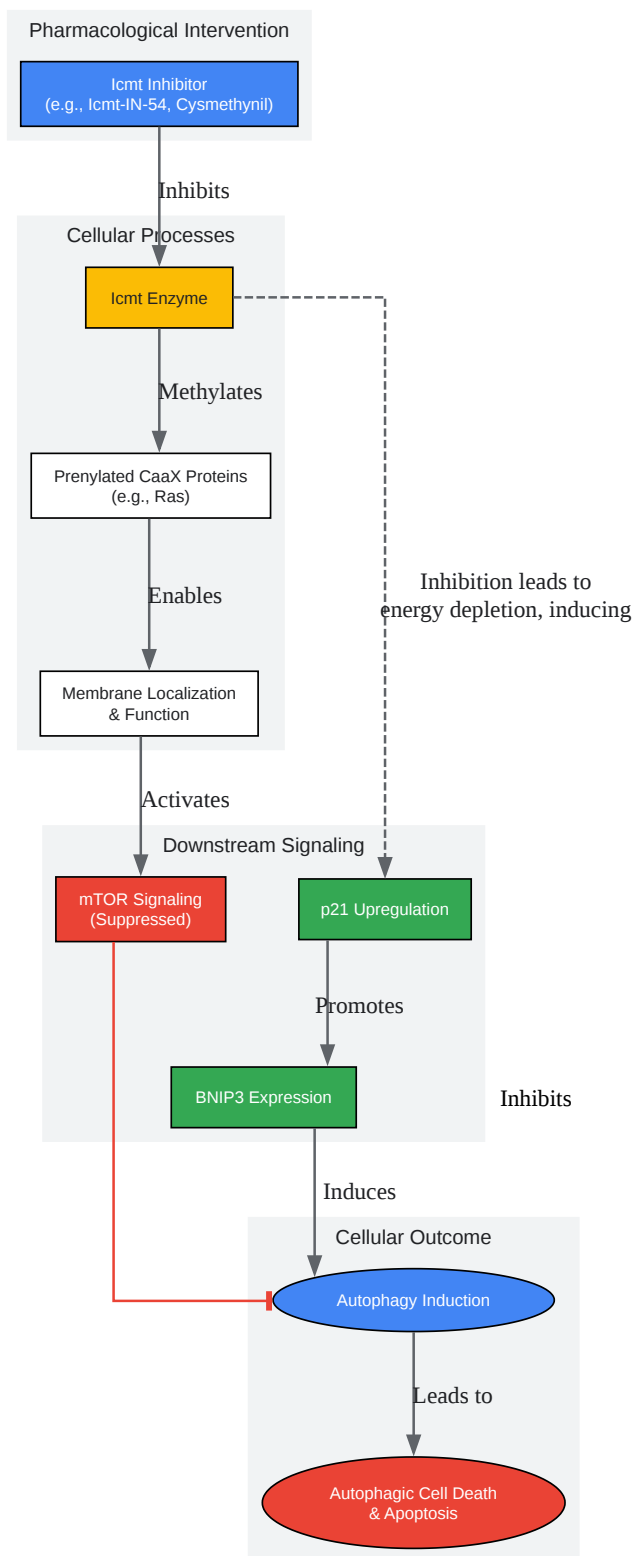 Pharmacological Intervention
Icmt Inhibitor
(e.g., Icmt-IN-54, Cysmethynil)
Inhibits
Cellular Processes
Icmt Enzyme
Methylates
Prenylated CaaX Proteins
(e.g., Ras)
Inhibition leads to
energy depletion, inducing
Enables
Membrane Localization
& Function
Activates
Downstream Signaling
mTOR Signaling
(Suppressed)
p21 Upregulation
Promotes
BNIP3 Expression
Inhibits
Induces
Cellular Outcome
Autophagy Induction
Leads to
Autophagic Cell Death
& Apoptosis